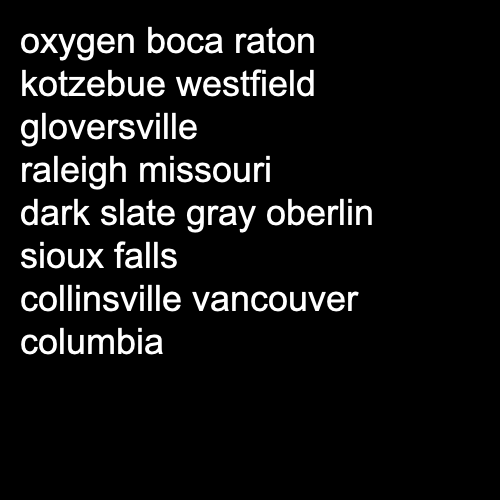 oxygen boca raton
kotzebue westfield
gloversville
raleigh missouri
dark slate gray oberlin
sioux falls
collinsville vancouver
columbia